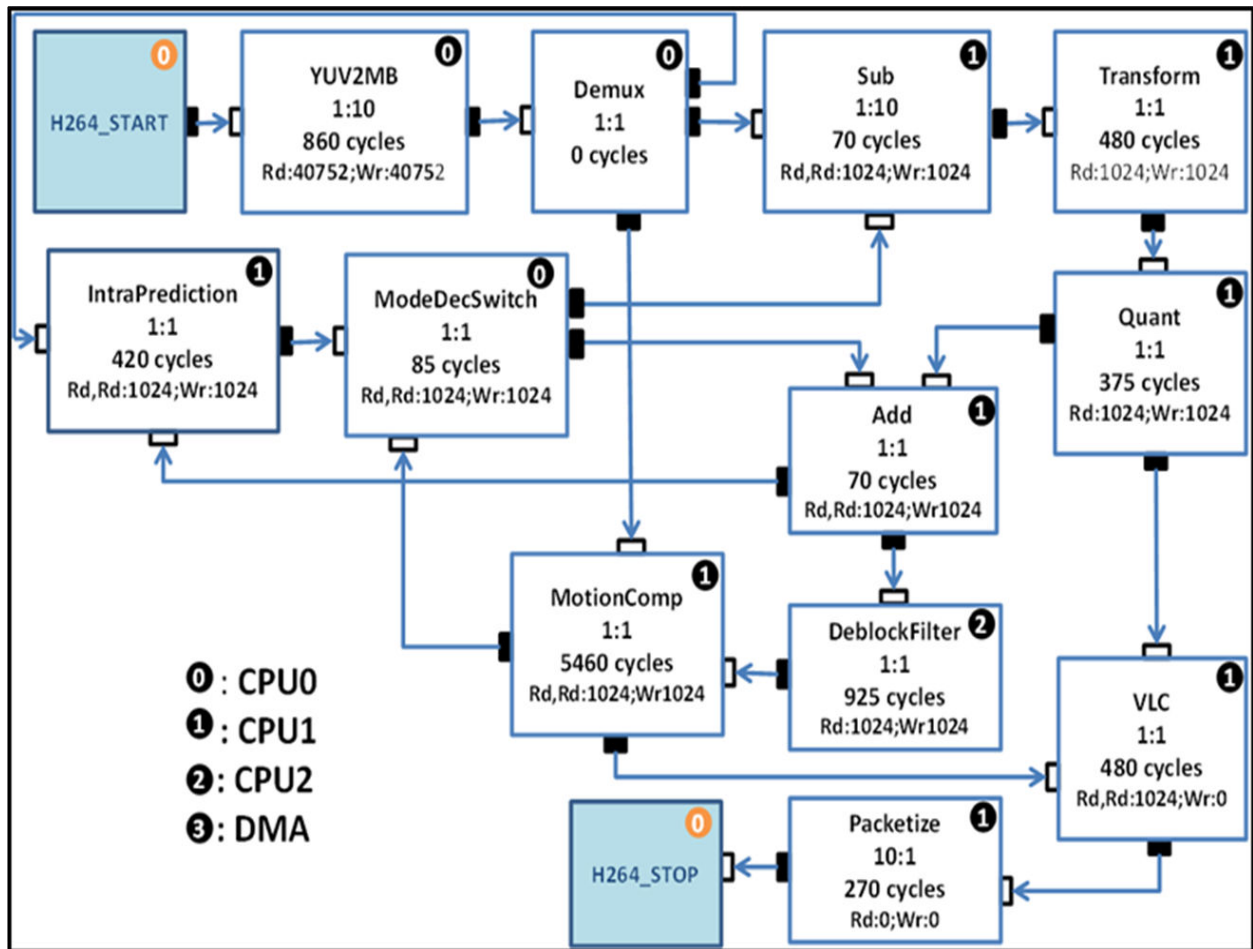 0
H264_START
0
YUV2MB
1:10
860 cycles
Rd:40752;Wr:40752
0
Demux
1:1
0 cycles
1
Sub
1:10
70 cycles
Rd,Rd:1024;Wr:1024
1
Transform
1:1
480 cycles
Rd:1024;Wr:1024
1
IntraPrediction
1:1
420 cycles
Rd,Rd:1024;Wr:1024
0
ModeDecSwitch
1:1
85 cycles
Rd,Rd:1024;Wr:1024
1
Quant
1:1
375 cycles
Rd:1024;Wr:1024
1
Add
1:1
70 cycles
Rd,Rd:1024;Wr1024
1
MotionComp
1:1
5460 cycles
Rd,Rd:1024;Wr1024
2
DeblockFilter
1:1
925 cycles
Rd:1024;Wr1024
1
VLC
1:1
480 cycles
Rd,Rd:1024;Wr:0
0 : CPU0
1 : CPU1
2 : CPU2
3 : DMA
0
H264_STOP
1
Packetize
10:1
270 cycles
Rd:0;Wr:0